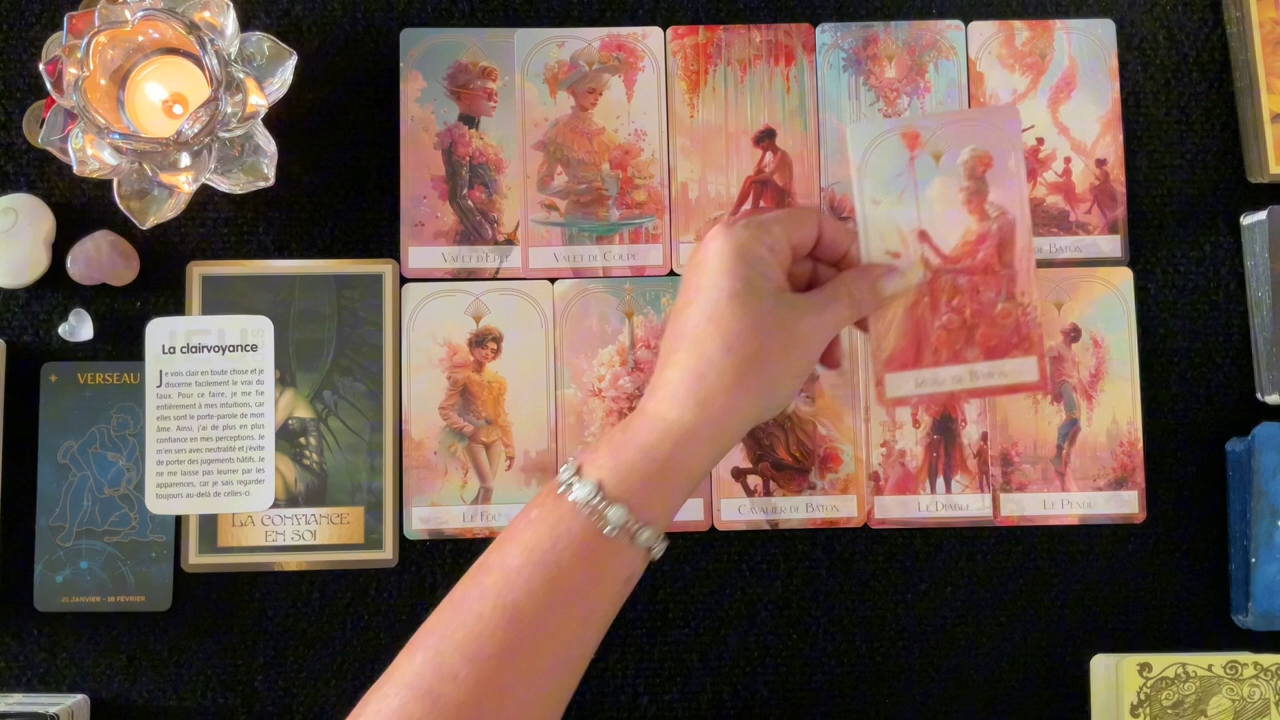 VALET D'ÉPÉE
VALET DE COUPE
DE BATON
VERSEAU
21 JANVIER - 18 FÉVRIER
La clairvoyance
Je vois clair en toute chose et je
discerne facilement le vrai du
faux. Pour ce faire, je me fie
entièrement à mes intuitions, car
elles sont le porte-parole de mon
âme. Ainsi, j'ai de plus en plus
confiance en mes perceptions. Je
m'en sers avec neutralité et j'évite
de porter des jugements hâtifs. Je
ne me laisse pas leurrer par les
apparences, car je sais regarder
toujours au-delà de celles-ci.
LA CONFIANCE
EN SOI
LE FOU
CAVALIER DE BATON
LE DIABLE
LE PENDU